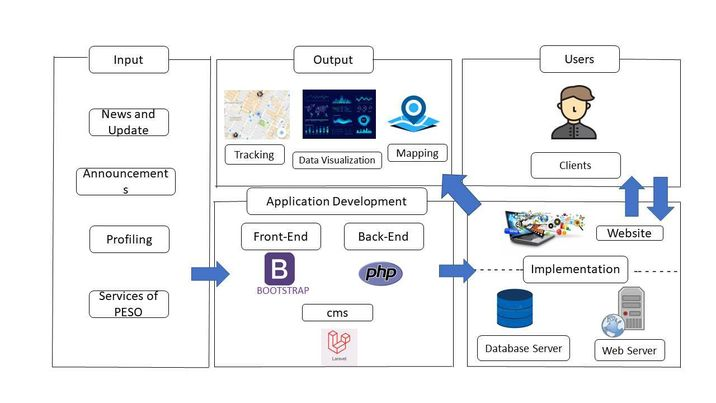 Input
News and
Update
Announcement
s
Profiling
Services of
PESO
Output
Tracking
Data Visualization
Mapping
Users
Clients
Application Development
Front-End
Back-End
B
BOOTSTRAP
php
cms
Laravel
Website
Implementation
Database Server
Web Server